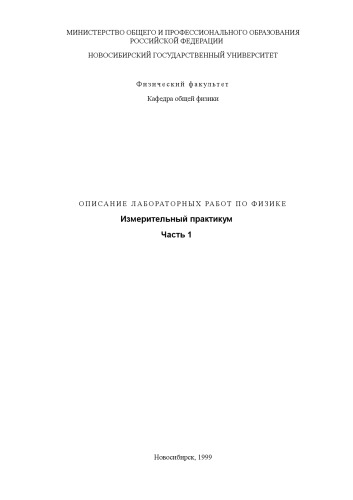 МИНИСТЕРСТВО ОБЩЕГО И ПРОФЕССИОНАЛЬНОГО ОБРАЗОВАНИЯ
РОССИЙСКОЙ ФЕДЕРАЦИИ
НОВОСИБИРСКИЙ ГОСУДАРСТВЕННЫЙ УНИВЕРСИТЕТ
Физический факультет
Кафедра общей физики
ОПИСАНИЕ ЛАБОРАТОРНЫХ РАБОТ ПО ФИЗИКЕ
Измерительный практикум
Часть 1
Новосибирск, 1999